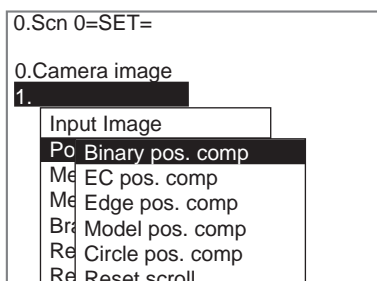 0.Scn 0=SET=
0.Camera image
1.
Input Image
Po
Binary pos. comp
Me
EC pos. comp
Me
Edge pos. comp
Bra
Model pos. comp
Re
Circle pos. comp
Re
Reset scroll